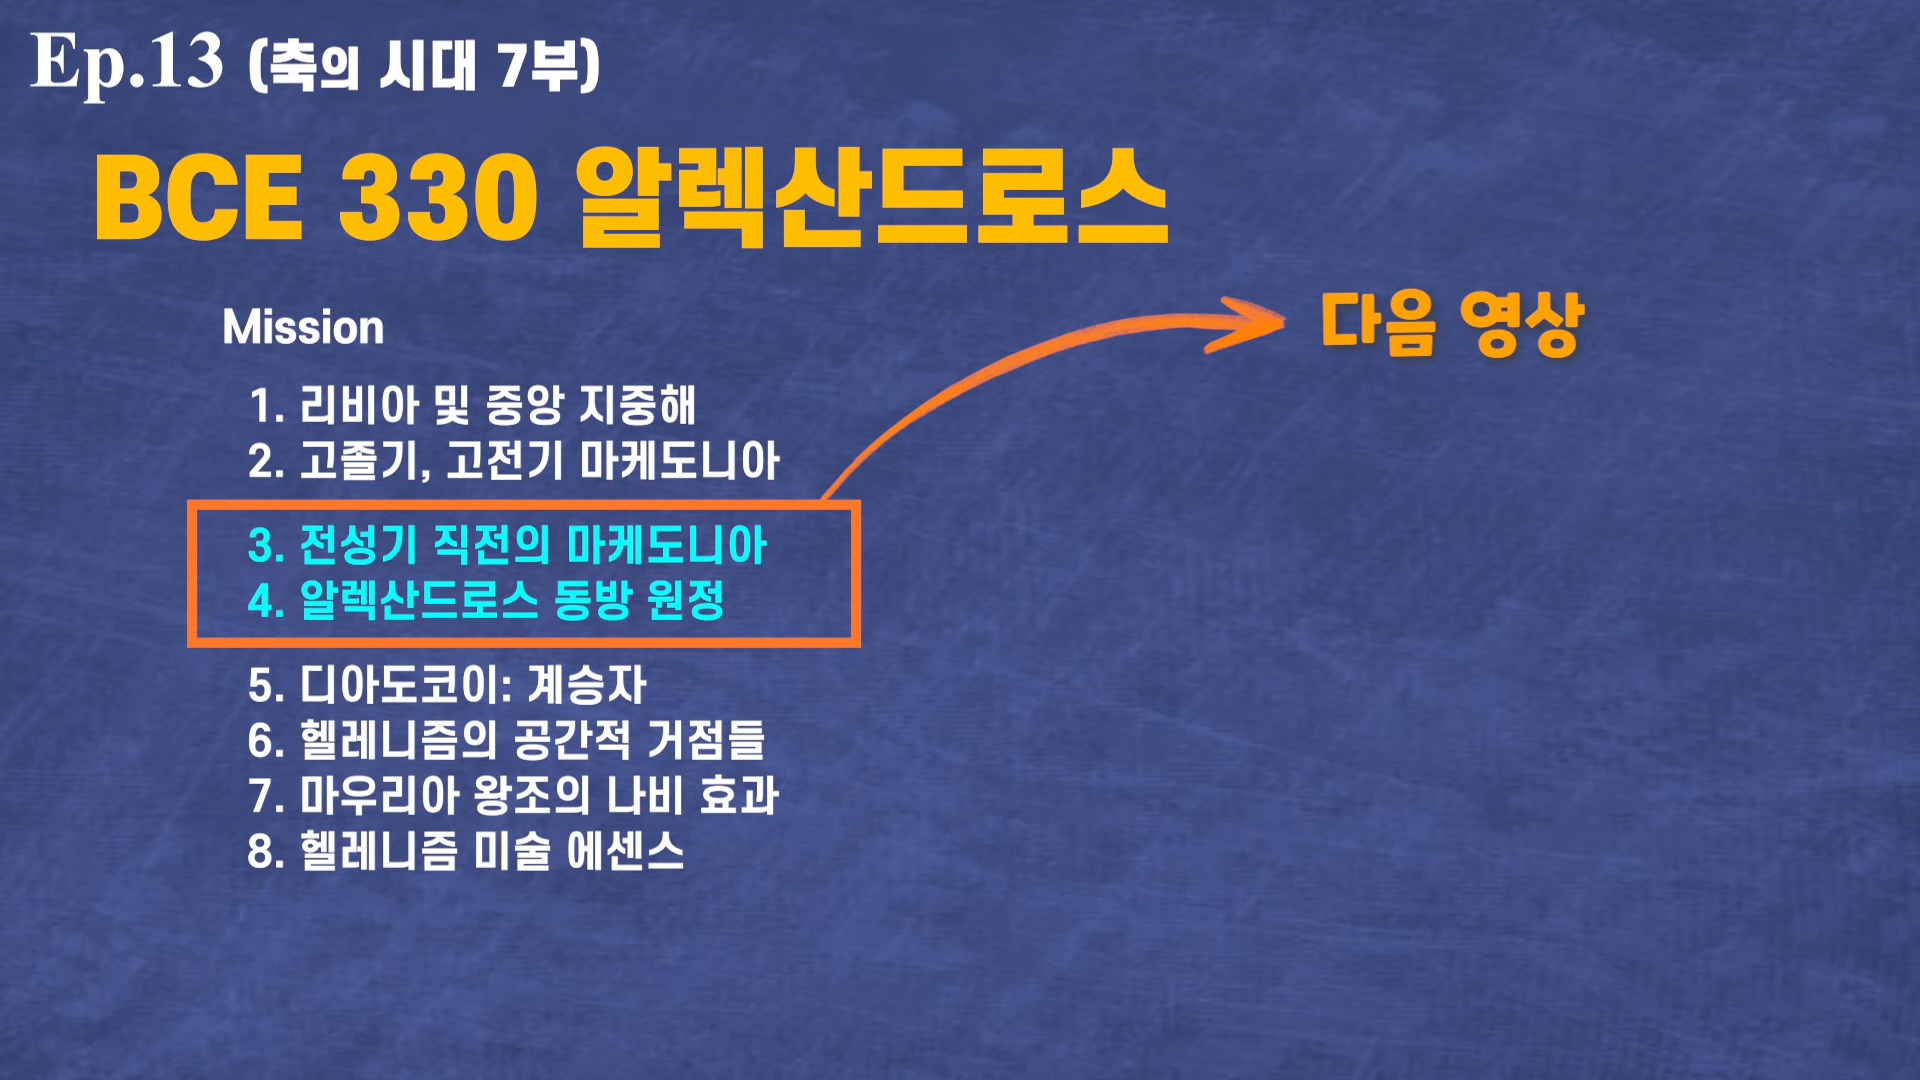 Ep.13 (축의 시대 7부)
BCE 330 알렉산드로스
다음 영상
Mission
1. 리비아 및 중앙 지중해
2. 고졸기, 고전기 마케도니아
3. 전성기 직전의 마케도니아
4. 알렉산드로스 동방 원정
5. 디아도코이: 계승자
6. 헬레니즘의 공간적 거점들
7. 마우리아 왕조의 나비 효과
8. 헬레니즘 미술 에센스